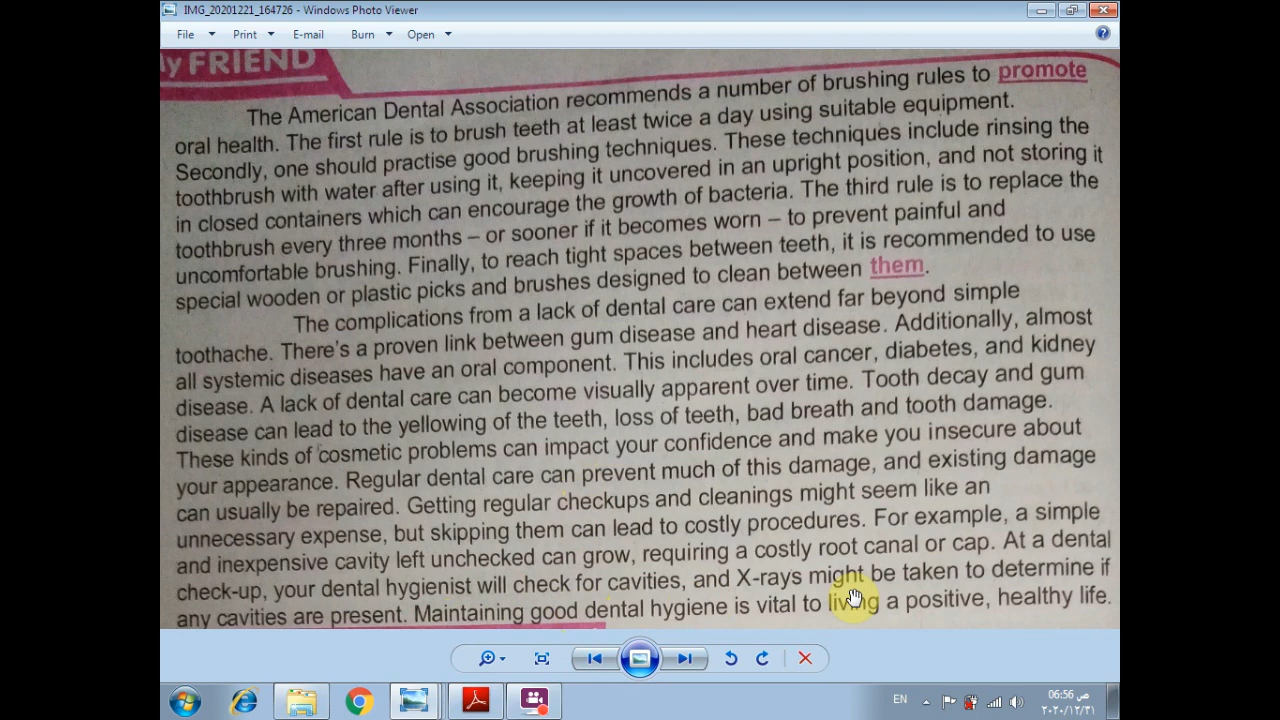 IMG_20201221_164726 - Windows Photo Viewer
File Print E-mail Burn Open
y FRIEND
The American Dental Association recommends a number of brushing rules to promote
oral health. The first rule is to brush teeth at least twice a day using suitable equipment.
Secondly, one should practise good brushing techniques. These techniques include rinsing the
toothbrush with water after using it, keeping it uncovered in an upright position, and not storing it
in closed containers which can encourage the growth of bacteria. The third rule is to replace the
toothbrush every three months – or sooner if it becomes worn – to prevent painful and
uncomfortable brushing. Finally, to reach tight spaces between teeth, it is recommended to use
special wooden or plastic picks and brushes designed to clean between them.
The complications from a lack of dental care can extend far beyond simple
toothache. There's a proven link between gum disease and heart disease. Additionally, almost
all systemic diseases have an oral component. This includes oral cancer, diabetes, and kidney
disease. A lack of dental care can become visually apparent over time. Tooth decay and gum
disease can lead to the yellowing of the teeth, loss of teeth, bad breath and tooth damage.
These kinds of cosmetic problems can impact your confidence and make you insecure about
your appearance. Regular dental care can prevent much of this damage, and existing damage
can usually be repaired. Getting regular checkups and cleanings might seem like an
unnecessary expense, but skipping them can lead to costly procedures. For example, a simple
and inexpensive cavity left unchecked can grow, requiring a costly root canal or cap. At a dental
check-up, your dental hygienist will check for cavities, and X-rays might be taken to determine if
any cavities are present. Maintaining good dental hygiene is vital to living a positive, healthy life.
EN
06:56 ص
٢٠٢٠/١٢/٣١